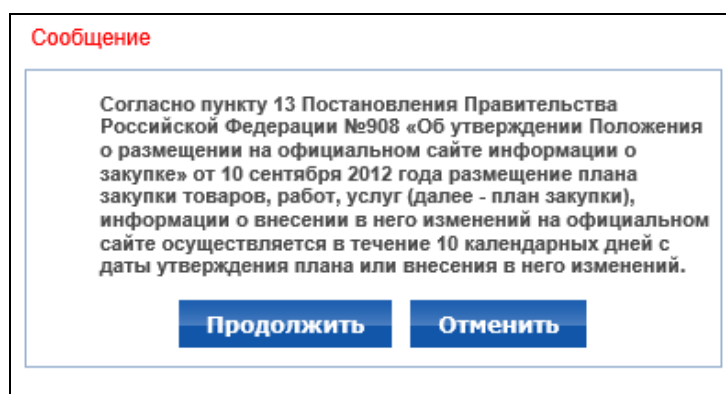 Сообщение
Согласно пункту 13 Постановления Правительства
Российской Федерации №908 «Об утверждении Положения
о размещении на официальном сайте информации о
закупке» от 10 сентября 2012 года размещение плана
закупки товаров, работ, услуг (далее - план закупки),
информации о внесении в него изменений на официальном
сайте осуществляется в течение 10 календарных дней с
даты утверждения плана или внесения в него изменений.
Продолжить Отменить